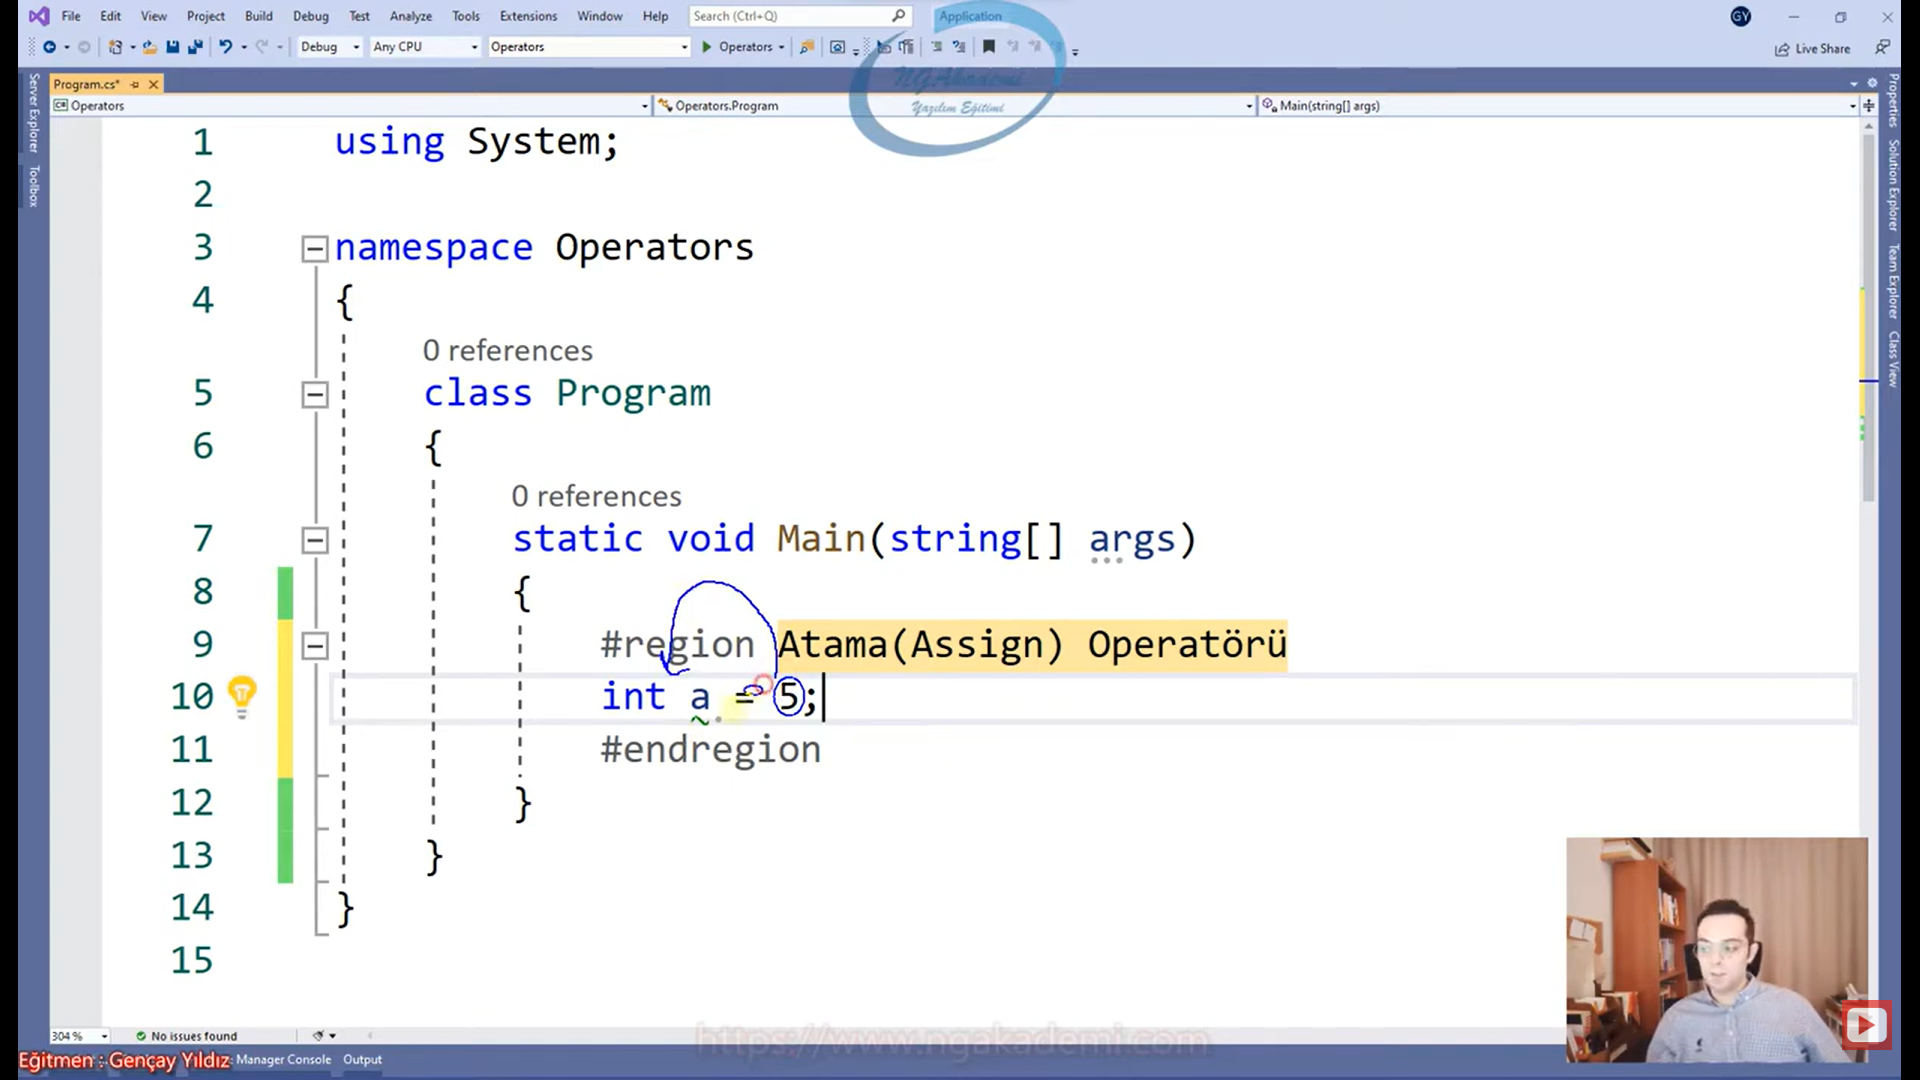 File Edit View Project Build Debug Test Analyze Tools Extensions Window Help Search (Ctrl+Q) Application GY
Debug Any CPU Operators Operators Live Share
NGAkademi
Yazılım Eğitimi
Program.cs*
Operators Operators.Program Main(string[] args)
Server Explorer
Toolbox
Properties
Solution Explorer
Team Explorer
Class View
1 using System;
2
3 namespace Operators
4 {
0 references
5 class Program
6 {
0 references
7 static void Main(string[] args)
8 {
9 #region Atama(Assign) Operatörü
10 int a = 5;
11 #endregion
12 }
13 }
14 }
15
304 % No issues found
https://www.ngakademi.com
Eğitmen : Gençay Yıldız Manager Console Output